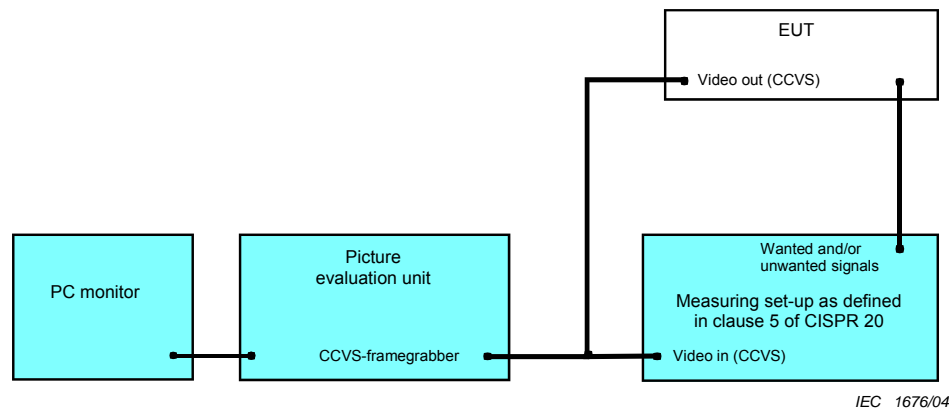 EUT
Video out (CCVS)
Wanted and/or
unwanted signals
PC monitor
Picture
evaluation unit
Measuring set-up as defined
in clause 5 of CISPR 20
CCVS-framegrabber
Video in (CCVS)
IEC 1676/04